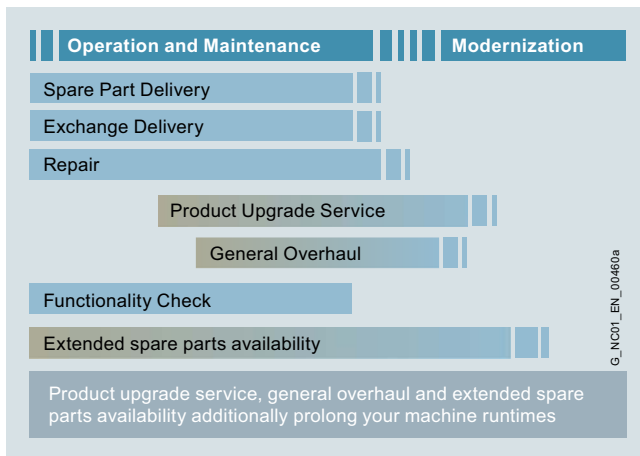 Operation and Maintenance Modernization
Spare Part Delivery
Exchange Delivery
Repair
Product Upgrade Service
General Overhaul
Functionality Check
Extended spare parts availability
G_NC01_EN_00460a
Product upgrade service, general overhaul and extended spare
parts availability additionally prolong your machine runtimes